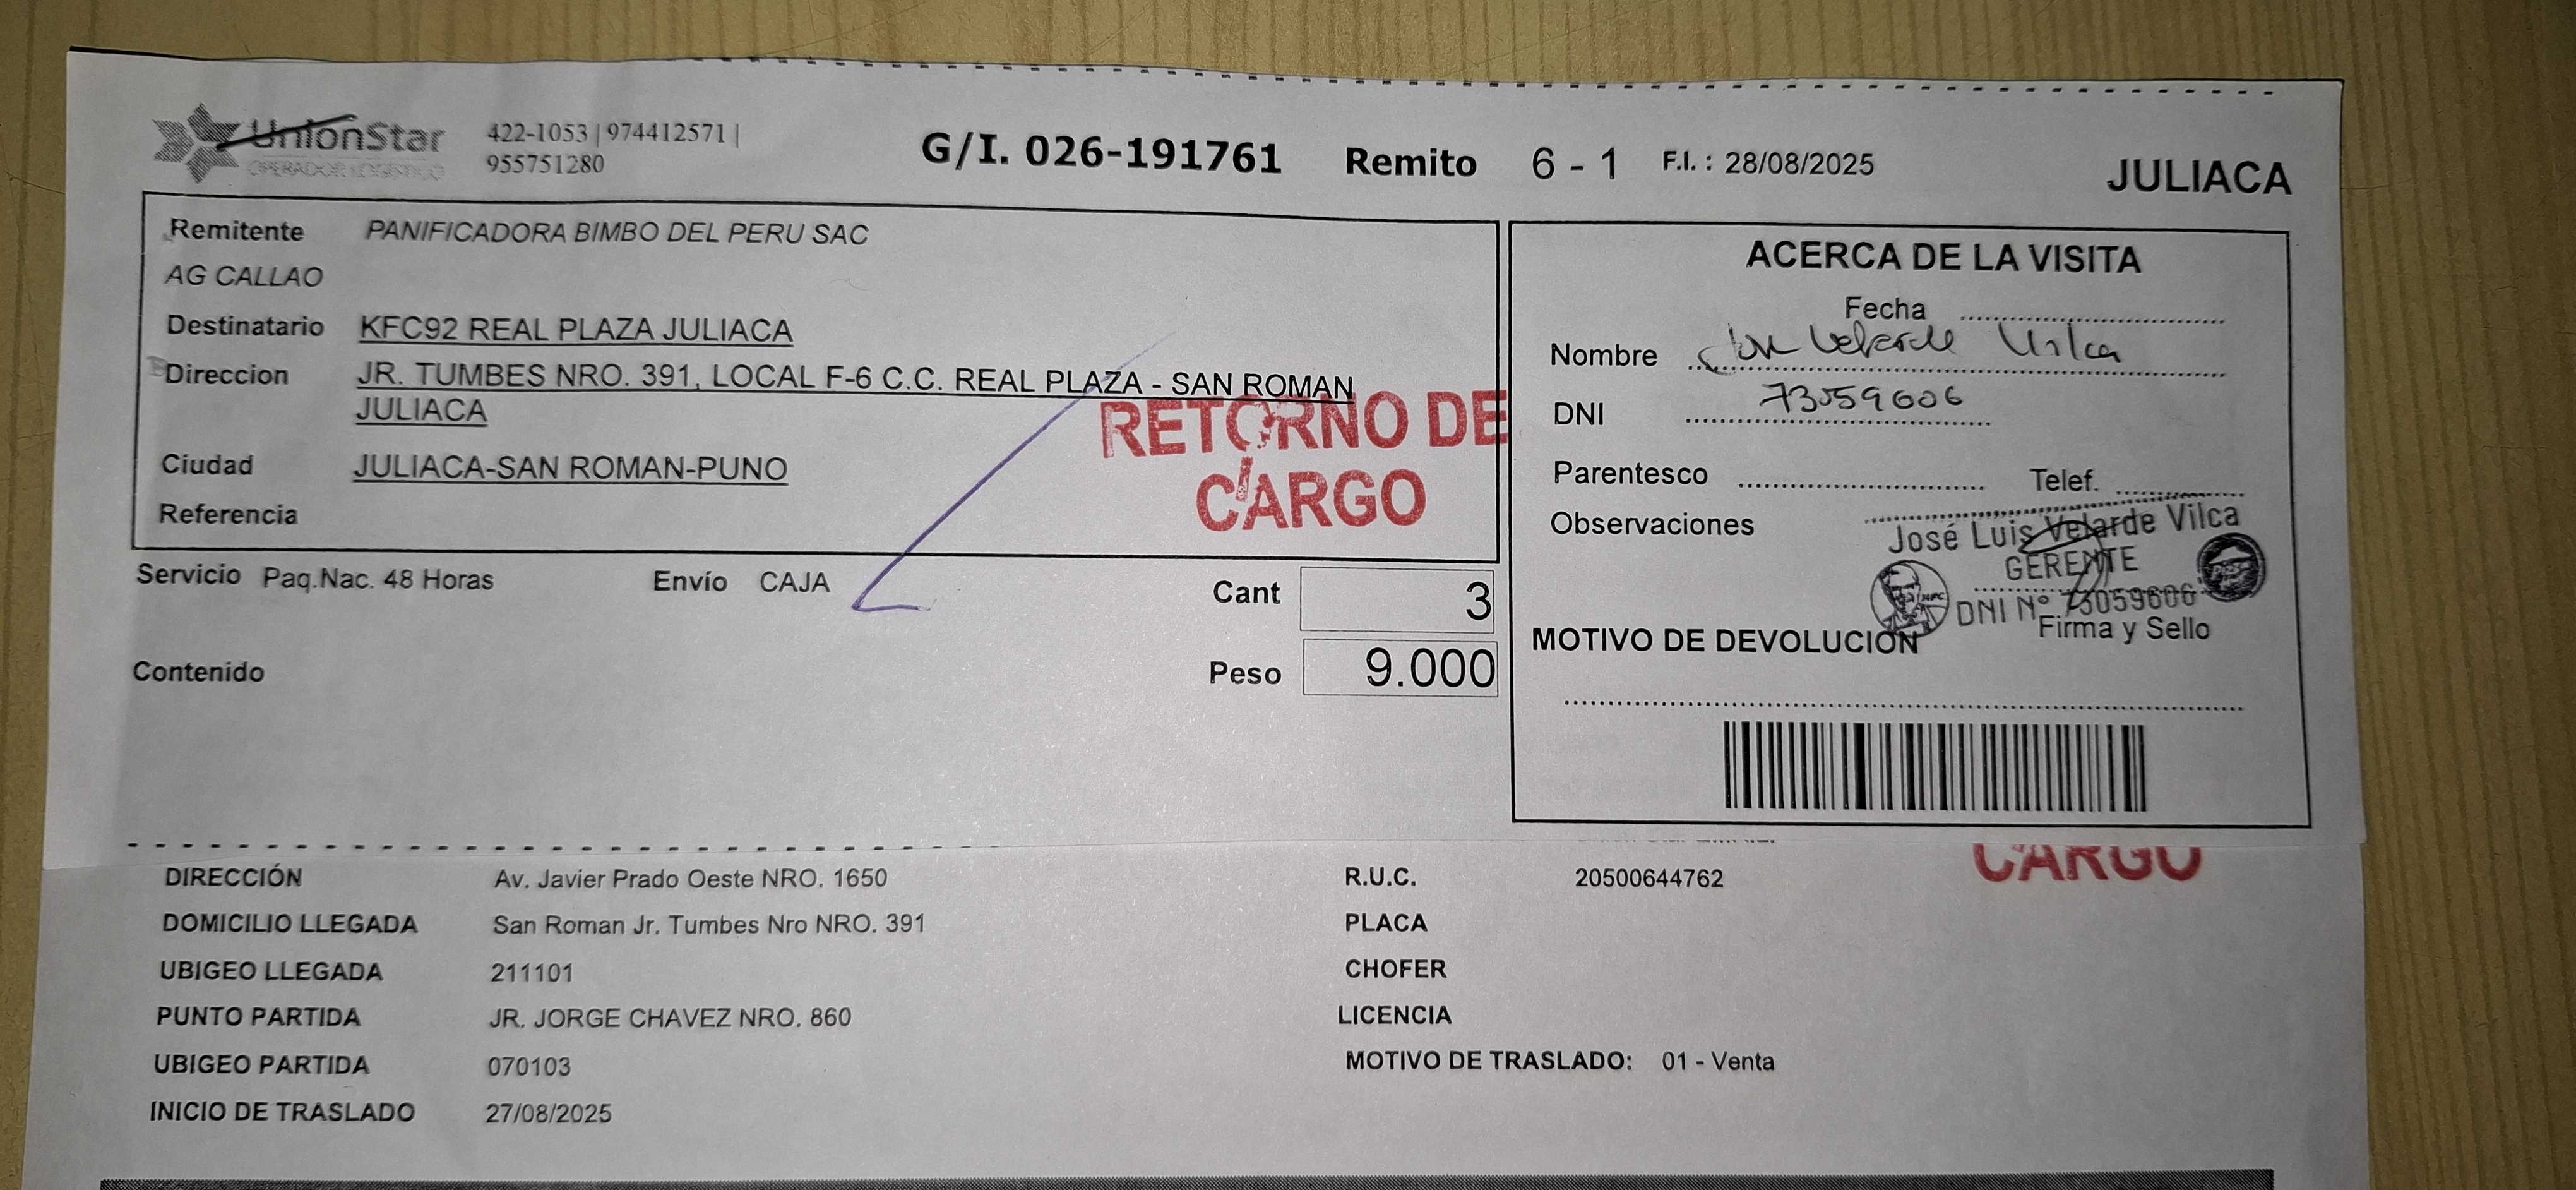 UnionStar
OPERADOR LOGISTICO
422-1053 | 974412571 |
955751280
G/I. 026-191761 Remito 6 - 1 F.I. : 28/08/2025 JULIACA
Remitente PANIFICADORA BIMBO DEL PERU SAC
AG CALLAO
Destinatario KFC92 REAL PLAZA JULIACA
Direccion JR. TUMBES NRO. 391, LOCAL F-6 C.C. REAL PLAZA - SAN ROMAN
JULIACA
Ciudad JULIACA-SAN ROMAN-PUNO
Referencia
RETORNO DE
CARGO
Servicio Paq.Nac. 48 Horas Envío CAJA Cant 3
Contenido Peso 9.000
ACERCA DE LA VISITA
Fecha
Nombre Velarde Vilca
DNI 73059606
Parentesco Telef.
Observaciones
José Luis Velarde Vilca
GERENTE
DNI Nº 73059606
Firma y Sello
MOTIVO DE DEVOLUCION
CARGO
DIRECCIÓN Av. Javier Prado Oeste NRO. 1650 R.U.C. 20500644762
DOMICILIO LLEGADA San Roman Jr. Tumbes Nro NRO. 391 PLACA
UBIGEO LLEGADA 211101 CHOFER
PUNTO PARTIDA JR. JORGE CHAVEZ NRO. 860 LICENCIA
UBIGEO PARTIDA 070103 MOTIVO DE TRASLADO: 01 - Venta
INICIO DE TRASLADO 27/08/2025